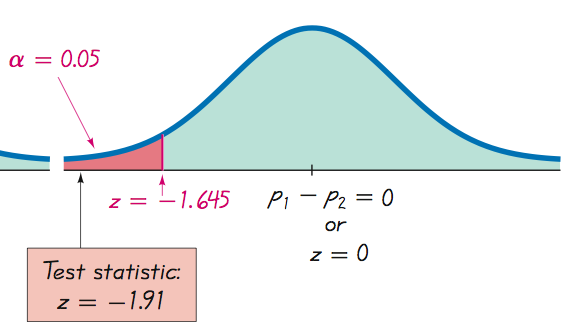 α = 0.05
z = −1.645
p₁ − p₂ = 0
or
z = 0
Test statistic:
z = −1.91